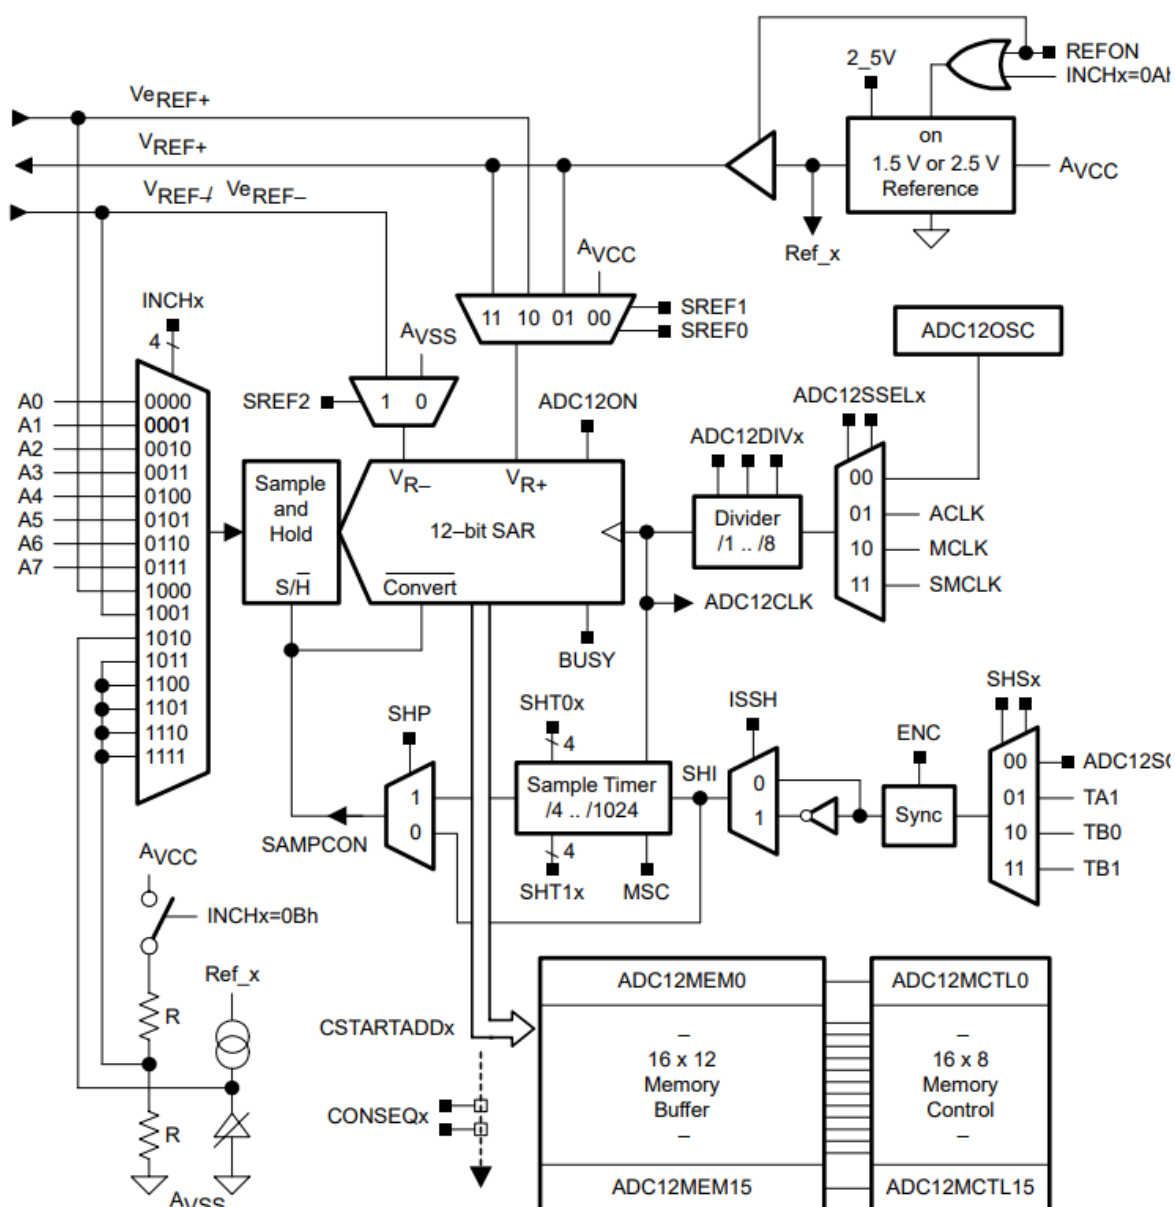 REFON
INCHx=0Ah
2_5V
VeREF+
VREF+
VREF–/ VeREF–
on
1.5 V or 2.5 V
Reference
AVCC
Ref_x
AVCC
INCHx
4
11 10 01 00
SREF1
SREF0
ADC12OSC
AVSS
SREF2
1 0
ADC12ON
ADC12SSELx
ADC12DIVx
A0
A1
A2
A3
A4
A5
A6
A7
0000
0001
0010
0011
0100
0101
0110
0111
1000
1001
1010
1011
1100
1101
1110
1111
Sample
and
Hold
S/H
VR–
VR+
12–bit SAR
Convert
Divider
/1 .. /8
00
01
10
11
ACLK
MCLK
SMCLK
ADC12CLK
BUSY
SHP
SHT0x
4
ISSH
SHSx
ENC
1
0
Sample Timer
/4 .. /1024
SHI
0
1
Sync
00
01
10
11
ADC12SC
TA1
TB0
TB1
SAMPCON
4
SHT1x
MSC
AVCC
INCHx=0Bh
Ref_x
R
R
AVSS
CSTARTADDx
CONSEQx
ADC12MEM0
–
16 x 12
Memory
Buffer
–
ADC12MEM15
ADC12MCTL0
–
16 x 8
Memory
Control
–
ADC12MCTL15